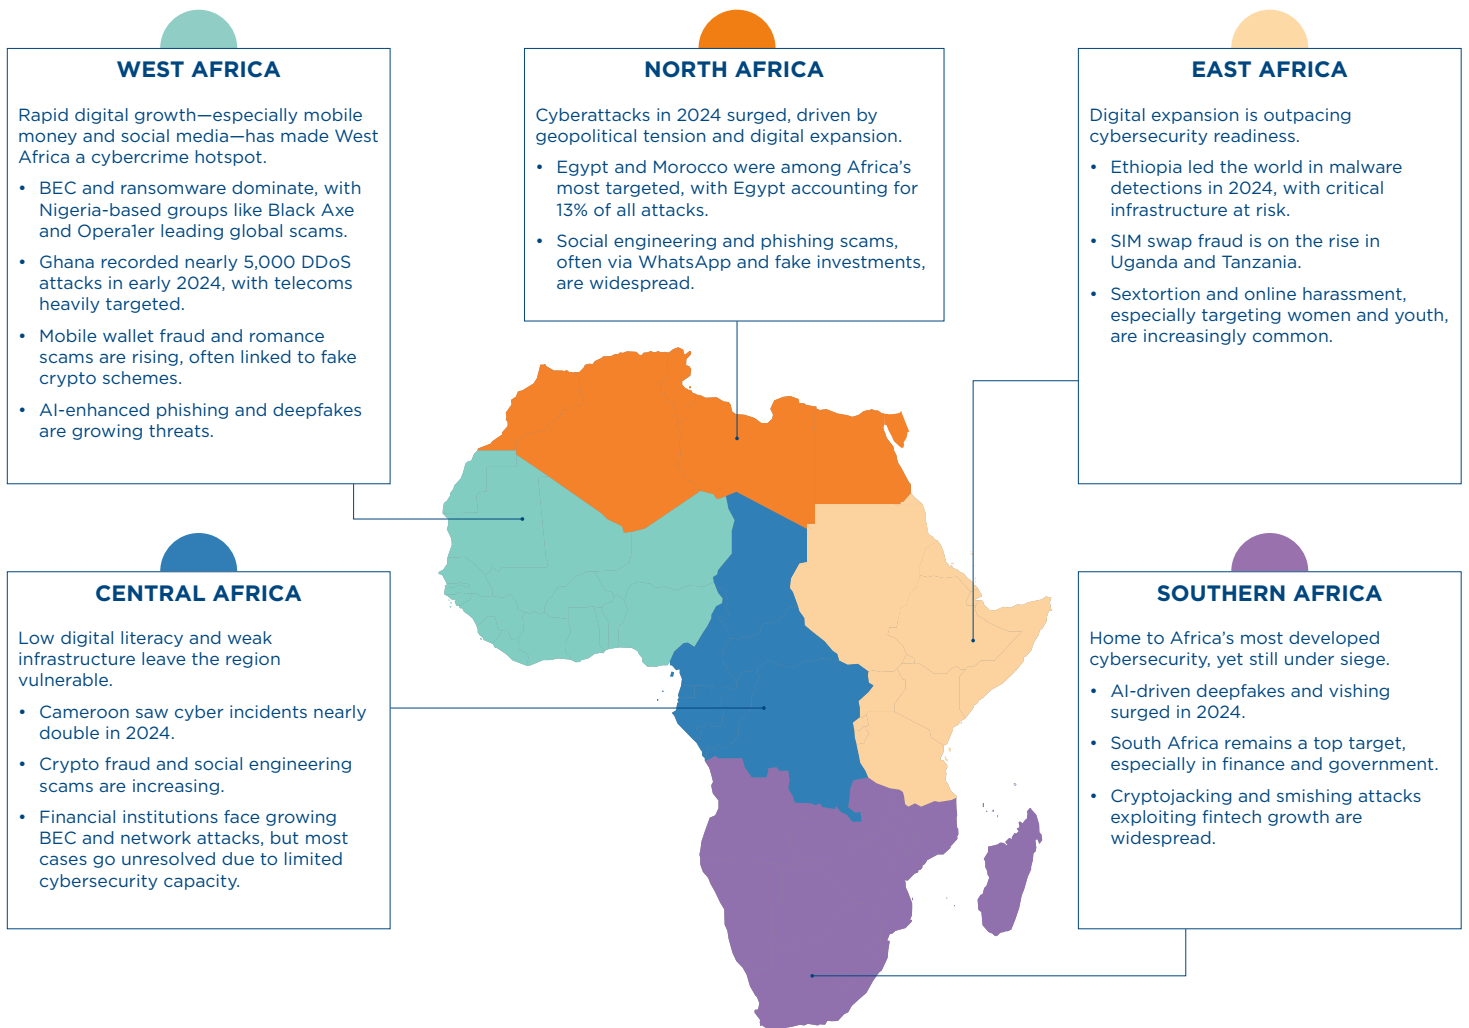 WEST AFRICA
Rapid digital growth—especially mobile
money and social media—has made West
Africa a cybercrime hotspot.
• BEC and ransomware dominate, with
Nigeria-based groups like Black Axe
and Opera1er leading global scams.
• Ghana recorded nearly 5,000 DDoS
attacks in early 2024, with telecoms
heavily targeted.
• Mobile wallet fraud and romance
scams are rising, often linked to fake
crypto schemes.
• AI-enhanced phishing and deepfakes
are growing threats.
NORTH AFRICA
Cyberattacks in 2024 surged, driven by
geopolitical tension and digital expansion.
• Egypt and Morocco were among Africa’s
most targeted, with Egypt accounting for
13% of all attacks.
• Social engineering and phishing scams,
often via WhatsApp and fake investments,
are widespread.
EAST AFRICA
Digital expansion is outpacing
cybersecurity readiness.
• Ethiopia led the world in malware
detections in 2024, with critical
infrastructure at risk.
• SIM swap fraud is on the rise in
Uganda and Tanzania.
• Sextortion and online harassment,
especially targeting women and youth,
are increasingly common.
CENTRAL AFRICA
Low digital literacy and weak
infrastructure leave the region
vulnerable.
• Cameroon saw cyber incidents nearly
double in 2024.
• Crypto fraud and social engineering
scams are increasing.
• Financial institutions face growing
BEC and network attacks, but most
cases go unresolved due to limited
cybersecurity capacity.
SOUTHERN AFRICA
Home to Africa’s most developed
cybersecurity, yet still under siege.
• AI-driven deepfakes and vishing
surged in 2024.
• South Africa remains a top target,
especially in finance and government.
• Cryptojacking and smishing attacks
exploiting fintech growth are
widespread.